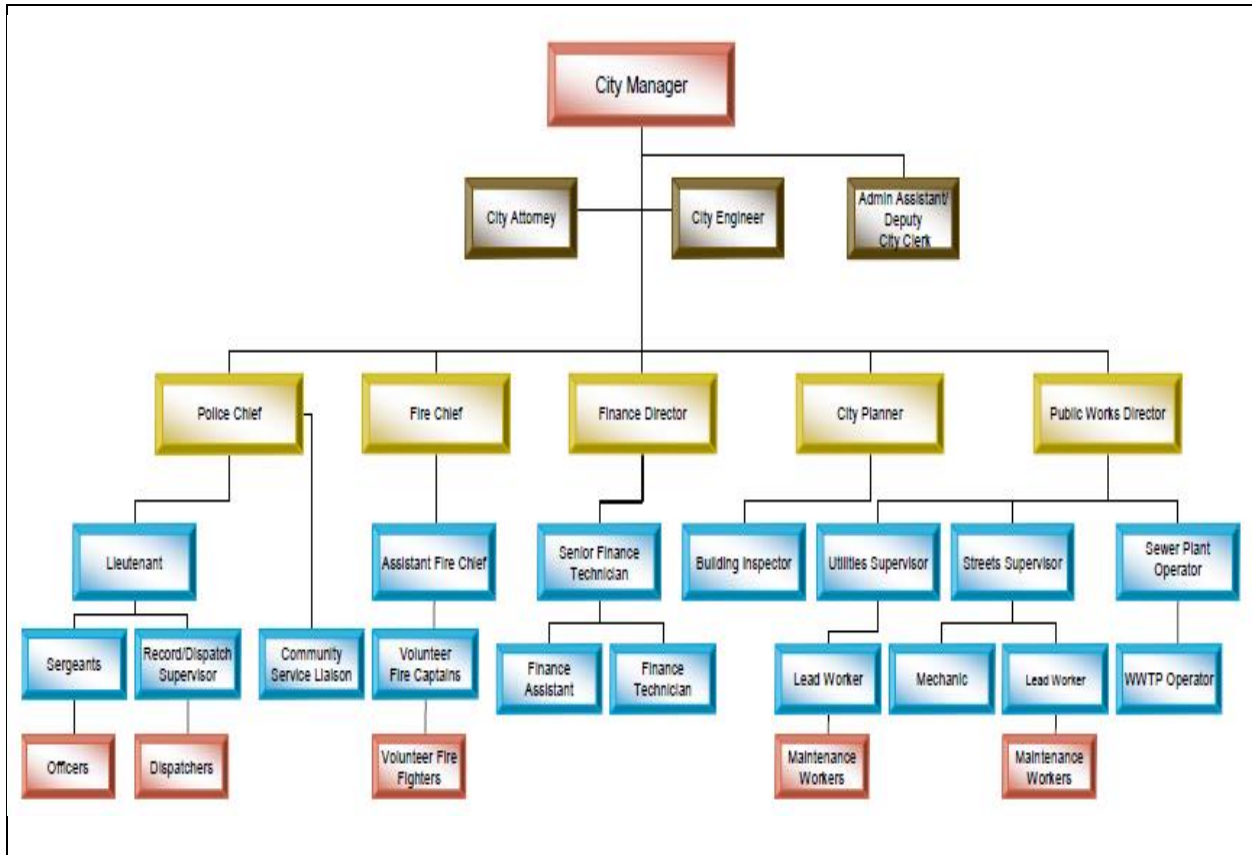 City Manager
City Attorney
City Engineer
Admin Assistant/
Deputy
City Clerk
Police Chief
Fire Chief
Finance Director
City Planner
Public Works Director
Lieutenant
Assistant Fire Chief
Senior Finance
Technician
Building Inspector
Utilities Supervisor
Streets Supervisor
Sewer Plant
Operator
Sergeants
Record/Dispatch
Supervisor
Community
Service Liaison
Volunteer
Fire Captains
Finance
Assistant
Finance
Technician
Lead Worker
Mechanic
Lead Worker
WWTP Operator
Officers
Dispatchers
Volunteer Fire
Fighters
Maintenance
Workers
Maintenance
Workers